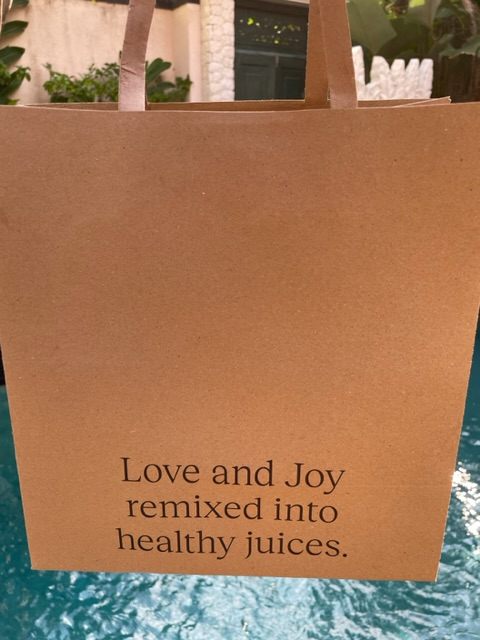 Love and Joy
remixed into
healthy juices.